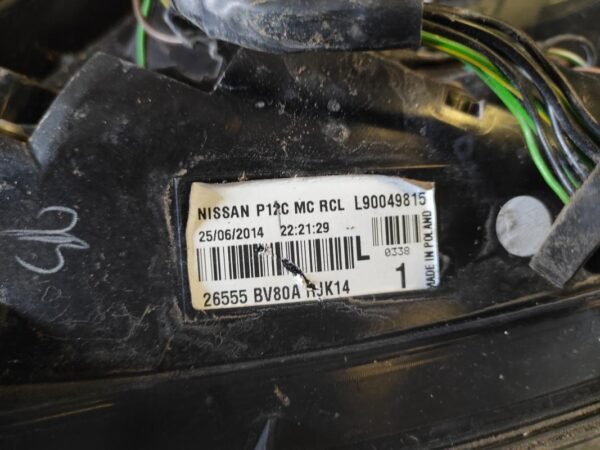 NISSAN P12C MC RCL L90049815
25/06/2014 22:21:29
L
0338
26555 BV80A HJK14
1
MADE IN POLAND